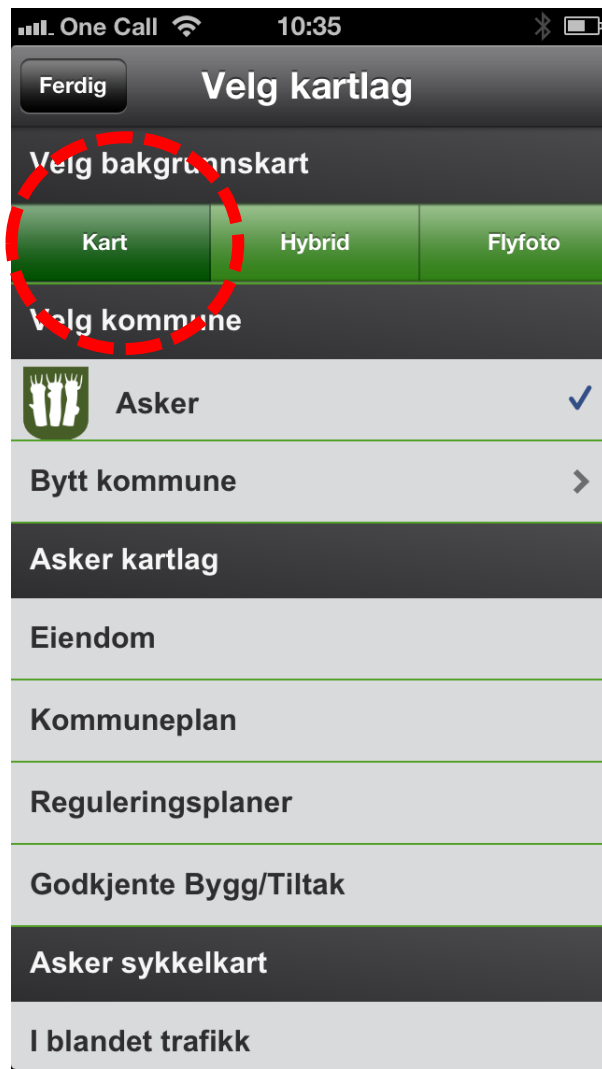 One Call 10:35
Ferdig Velg kartlag
Velg bakgrunnskart
Kart Hybrid Flyfoto
Velg kommune
Asker
Bytt kommune
Asker kartlag
Eiendom
Kommuneplan
Reguleringsplaner
Godkjente Bygg/Tiltak
Asker sykkelkart
I blandet trafikk